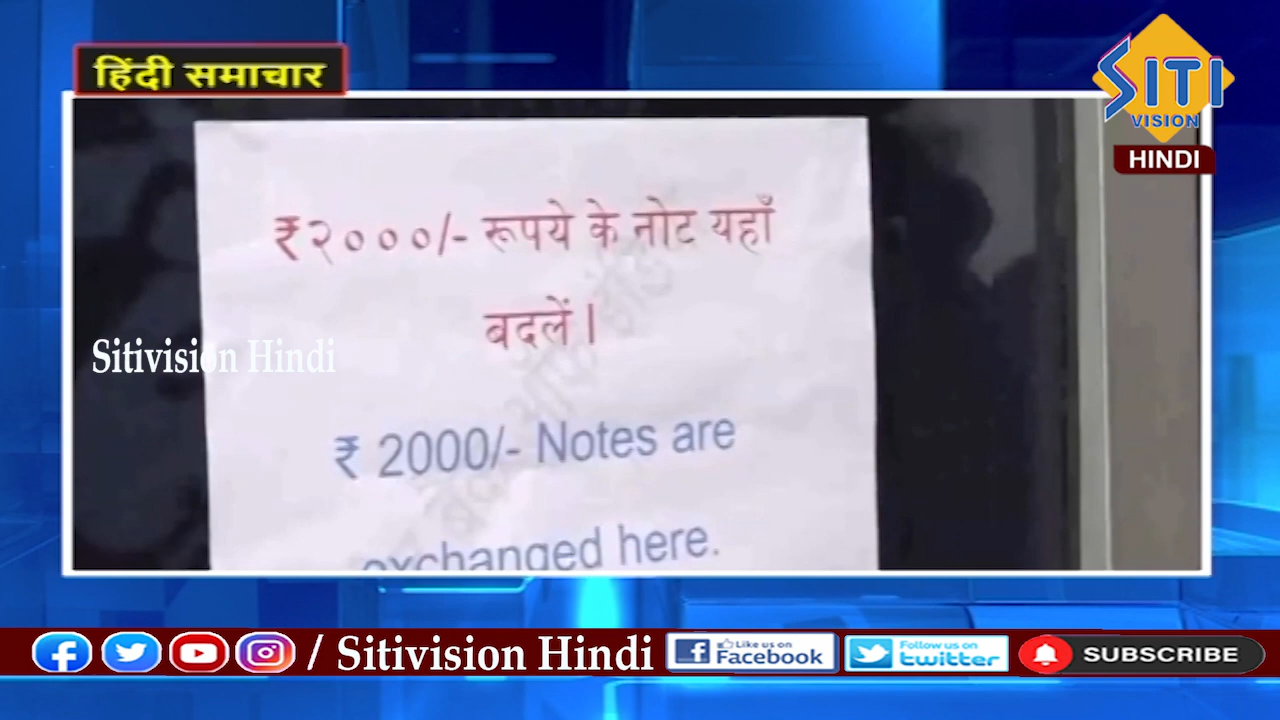 हिंदी समाचार
SITI
VISION
HINDI
₹२०००/- रूपये के नोट यहाँ
बदलें।
Sitivision Hindi
₹ 2000/- Notes are
exchanged here.
/ Sitivision Hindi
Like us on
Facebook
Follow us on
twitter
SUBSCRIBE